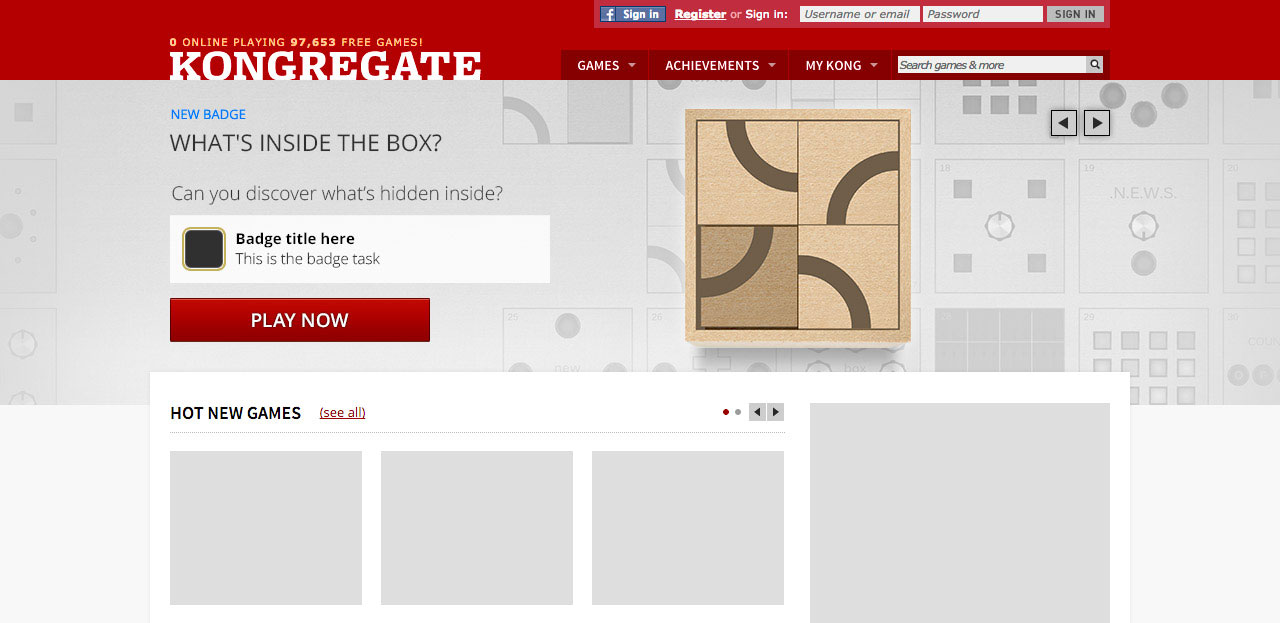 f Sign in Register or Sign in: Username or email Password SIGN IN
0 ONLINE PLAYING 97,653 FREE GAMES!
KONGREGATE
GAMES ACHIEVEMENTS MY KONG Search games & more
NEW BADGE
WHAT'S INSIDE THE BOX?
Can you discover what's hidden inside?
Badge title here
This is the badge task
PLAY NOW
18
19
20
.N.E.W.S.
25
26
28
29
30
new
box
HOT NEW GAMES (see all)